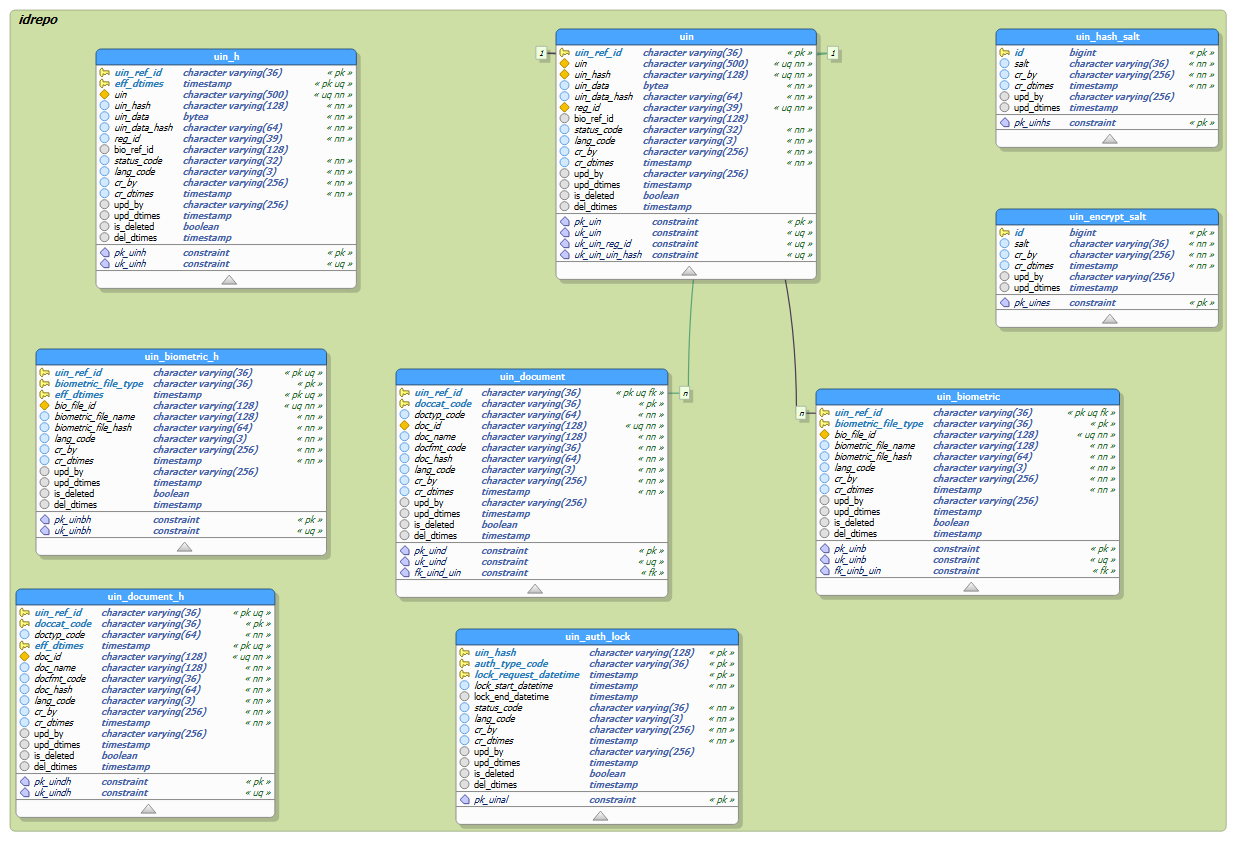 idrepo
uin_h
uin_ref_id character varying(36) « pk »
eff_dtimes timestamp « pk uq »
uin character varying(500) « uq nn »
uin_hash character varying(128) « nn »
uin_data bytea « nn »
uin_data_hash character varying(64) « nn »
reg_id character varying(39) « nn »
bio_ref_id character varying(128)
status_code character varying(32) « nn »
lang_code character varying(3) « nn »
cr_by character varying(256) « nn »
cr_dtimes timestamp « nn »
upd_by character varying(256)
upd_dtimes timestamp
is_deleted boolean
del_dtimes timestamp
pk_uinh constraint « pk »
uk_uinh constraint « uq »
1
uin
uin_ref_id character varying(36) « pk »
uin character varying(500) « uq nn »
uin_hash character varying(128) « uq nn »
uin_data bytea « nn »
uin_data_hash character varying(64) « nn »
reg_id character varying(39) « uq nn »
bio_ref_id character varying(128)
status_code character varying(32) « nn »
lang_code character varying(3) « nn »
cr_by character varying(256) « nn »
cr_dtimes timestamp « nn »
upd_by character varying(256)
upd_dtimes timestamp
is_deleted boolean
del_dtimes timestamp
pk_uin constraint « pk »
uk_uin constraint « uq »
uk_uin_reg_id constraint « uq »
uk_uin_uin_hash constraint « uq »
1
uin_hash_salt
id bigint « pk »
salt character varying(36) « nn »
cr_by character varying(256) « nn »
cr_dtimes timestamp « nn »
upd_by character varying(256)
upd_dtimes timestamp
pk_uinhs constraint « pk »
uin_encrypt_salt
id bigint « pk »
salt character varying(36) « nn »
cr_by character varying(256) « nn »
cr_dtimes timestamp « nn »
upd_by character varying(256)
upd_dtimes timestamp
pk_uines constraint « pk »
uin_biometric_h
uin_ref_id character varying(36) « pk uq »
biometric_file_type character varying(36) « pk »
eff_dtimes timestamp « pk uq »
bio_file_id character varying(128) « uq nn »
biometric_file_name character varying(128) « nn »
biometric_file_hash character varying(64) « nn »
lang_code character varying(3) « nn »
cr_by character varying(256) « nn »
cr_dtimes timestamp « nn »
upd_by character varying(256)
upd_dtimes timestamp
is_deleted boolean
del_dtimes timestamp
pk_uinbh constraint « pk »
uk_uinbh constraint « uq »
uin_document
uin_ref_id character varying(36) « pk uq fk »
doccat_code character varying(36) « pk »
doctyp_code character varying(64) « nn »
doc_id character varying(128) « uq nn »
doc_name character varying(128) « nn »
docfmt_code character varying(36) « nn »
doc_hash character varying(64) « nn »
lang_code character varying(3) « nn »
cr_by character varying(256) « nn »
cr_dtimes timestamp « nn »
upd_by character varying(256)
upd_dtimes timestamp
is_deleted boolean
del_dtimes timestamp
pk_uind constraint « pk »
uk_uind constraint « uq »
fk_uind_uin constraint « fk »
n
n
uin_biometric
uin_ref_id character varying(36) « pk uq fk »
biometric_file_type character varying(36) « pk »
bio_file_id character varying(128) « uq nn »
biometric_file_name character varying(128) « nn »
biometric_file_hash character varying(64) « nn »
lang_code character varying(3) « nn »
cr_by character varying(256) « nn »
cr_dtimes timestamp « nn »
upd_by character varying(256)
upd_dtimes timestamp
is_deleted boolean
del_dtimes timestamp
pk_uinb constraint « pk »
uk_uinb constraint « uq »
fk_uinb_uin constraint « fk »
uin_document_h
uin_ref_id character varying(36) « pk uq »
doccat_code character varying(36) « pk »
doctyp_code character varying(64) « nn »
eff_dtimes timestamp « pk uq »
doc_id character varying(128) « uq nn »
doc_name character varying(128) « nn »
docfmt_code character varying(36) « nn »
doc_hash character varying(64) « nn »
lang_code character varying(3) « nn »
cr_by character varying(256) « nn »
cr_dtimes timestamp « nn »
upd_by character varying(256)
upd_dtimes timestamp
is_deleted boolean
del_dtimes timestamp
pk_uindh constraint « pk »
uk_uindh constraint « uq »
uin_auth_lock
uin_hash character varying(128) « pk »
auth_type_code character varying(36) « pk »
lock_request_datetime timestamp « pk »
lock_start_datetime timestamp « nn »
lock_end_datetime timestamp
status_code character varying(36) « nn »
lang_code character varying(3) « nn »
cr_by character varying(256) « nn »
cr_dtimes timestamp « nn »
upd_by character varying(256)
upd_dtimes timestamp
is_deleted boolean
del_dtimes timestamp
pk_uinal constraint « pk »